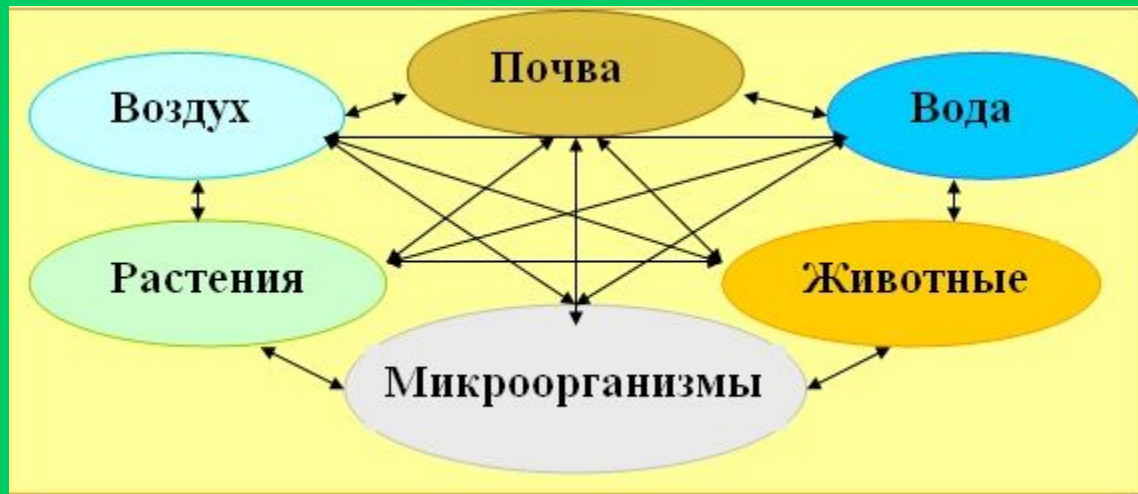 Почва
Воздух
Вода
Растения
Животные
Микроорганизмы